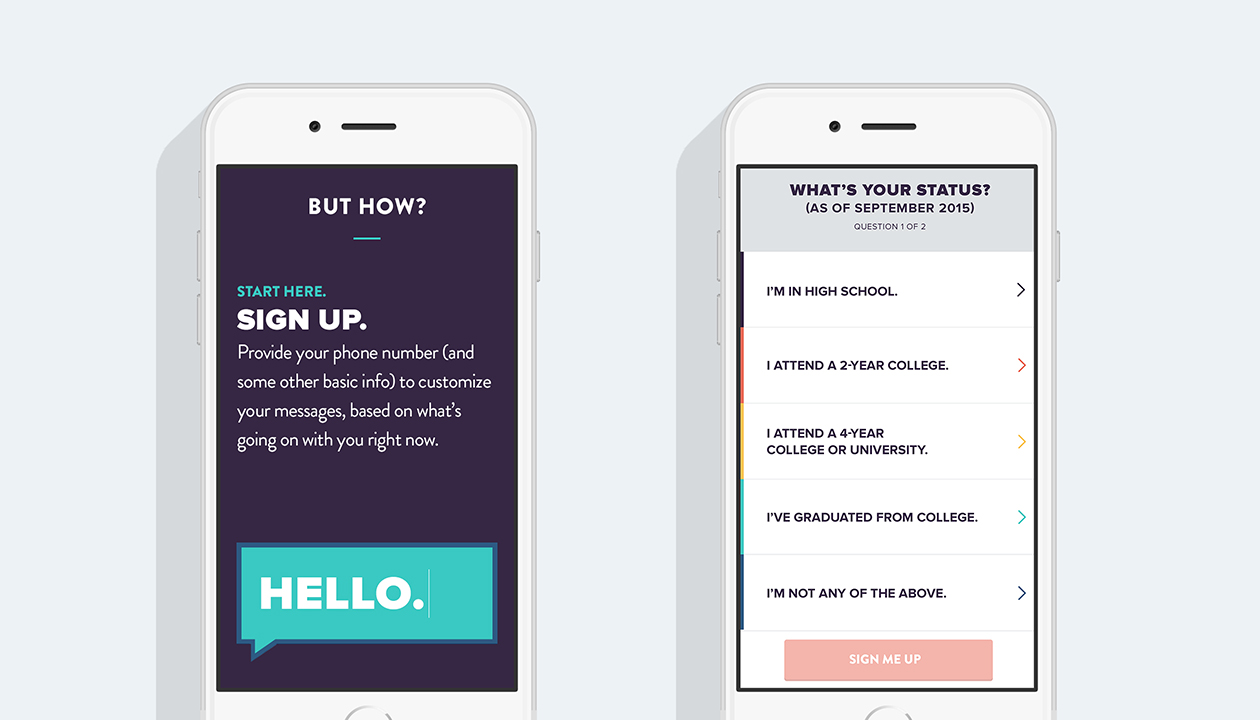 BUT HOW?
START HERE.
SIGN UP.
Provide your phone number (and
some other basic info) to customize
your messages, based on what's
going on with you right now.
HELLO.
WHAT'S YOUR STATUS?
(AS OF SEPTEMBER 2015)
QUESTION 1 OF 2
I'M IN HIGH SCHOOL.
I ATTEND A 2-YEAR COLLEGE.
I ATTEND A 4-YEAR
COLLEGE OR UNIVERSITY.
I'VE GRADUATED FROM COLLEGE.
I'M NOT ANY OF THE ABOVE.
SIGN ME UP